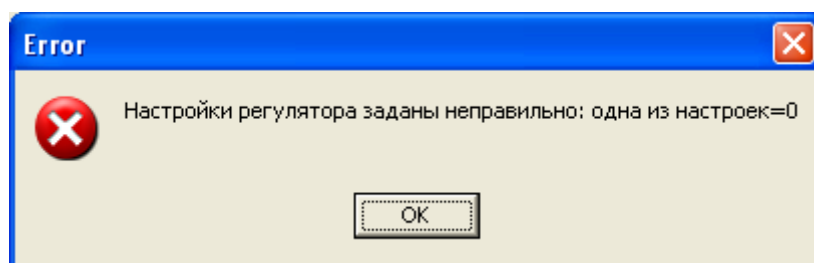 Error
Настройки регулятора заданы неправильно: одна из настроек=0
OK